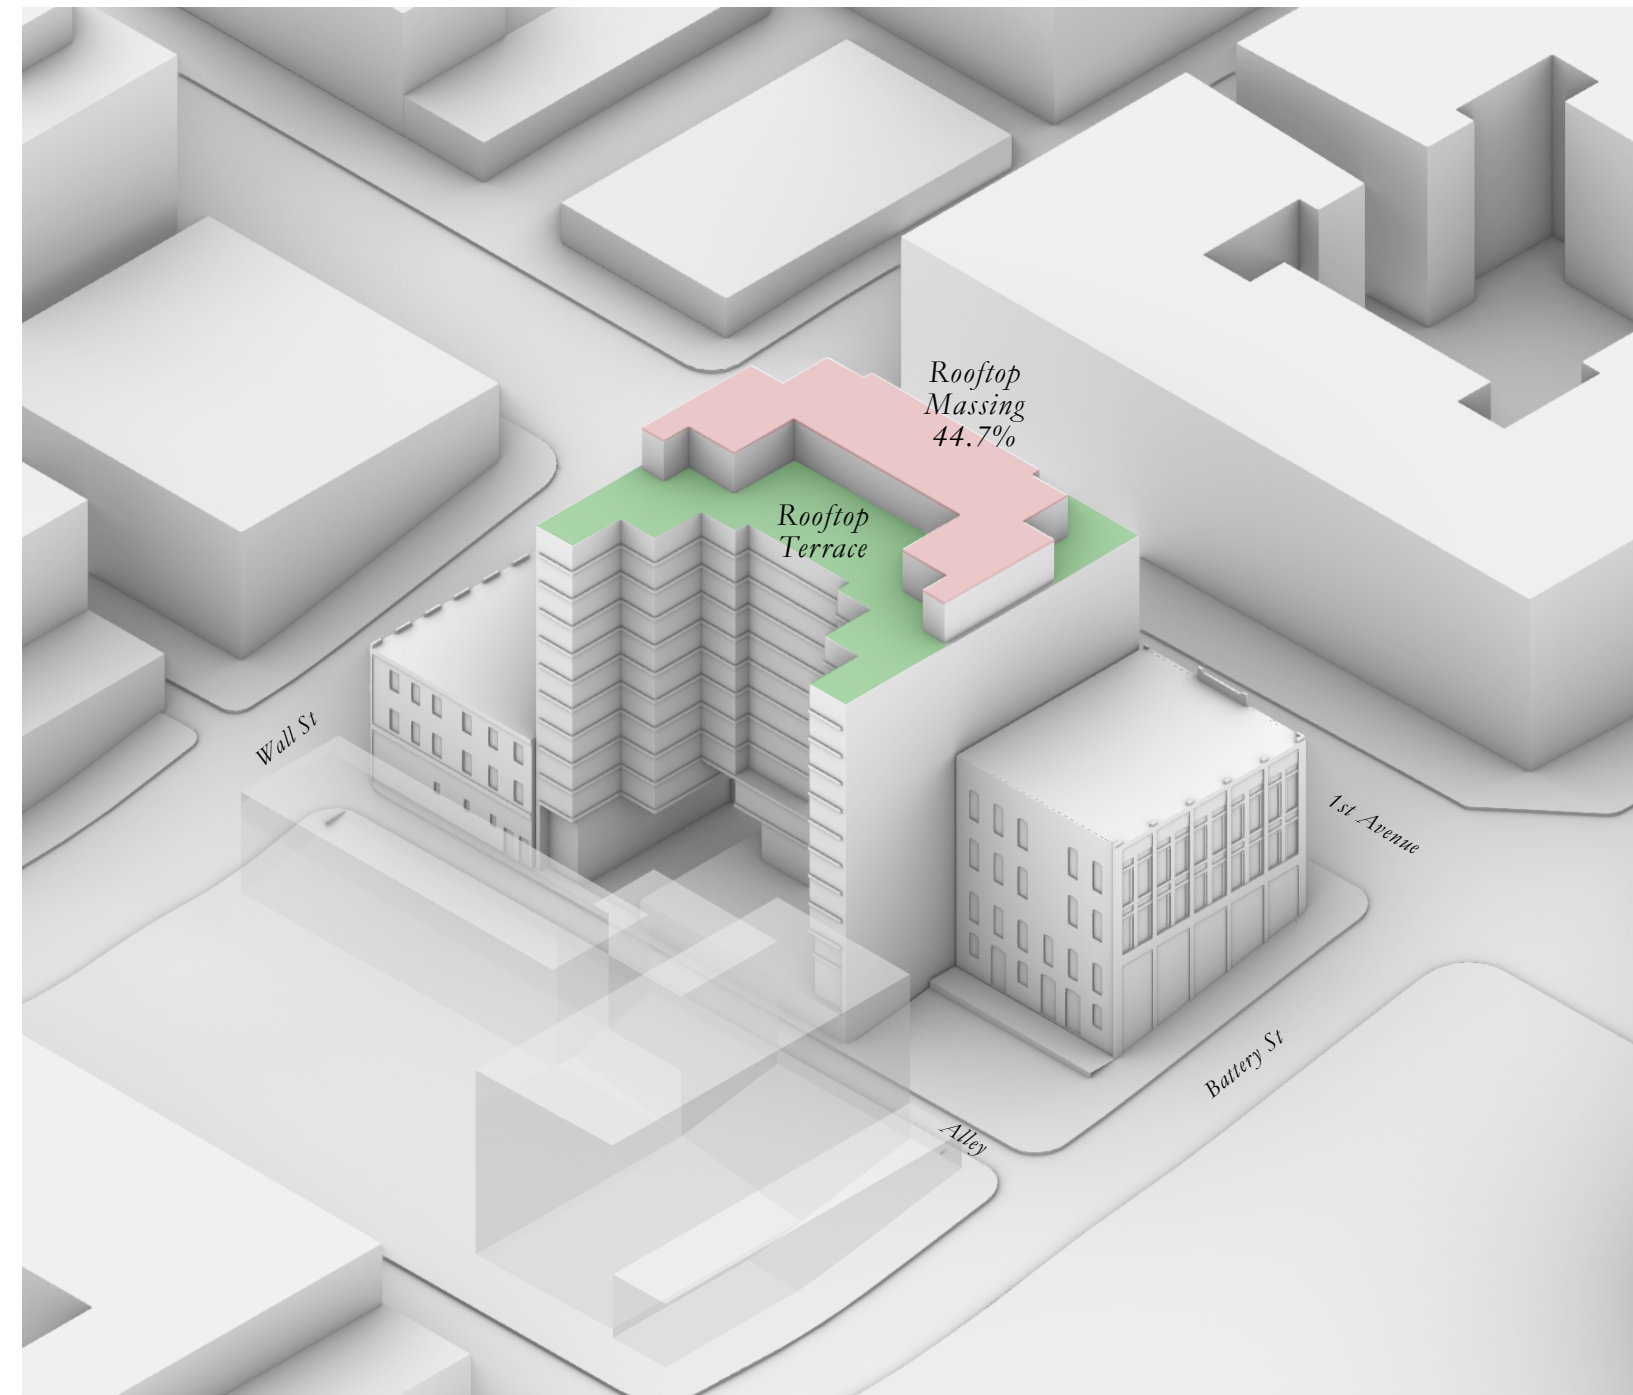 Rooftop
Massing
44.7%
Rooftop
Terrace
Wall St
1st Avenue
Battery St
Alley